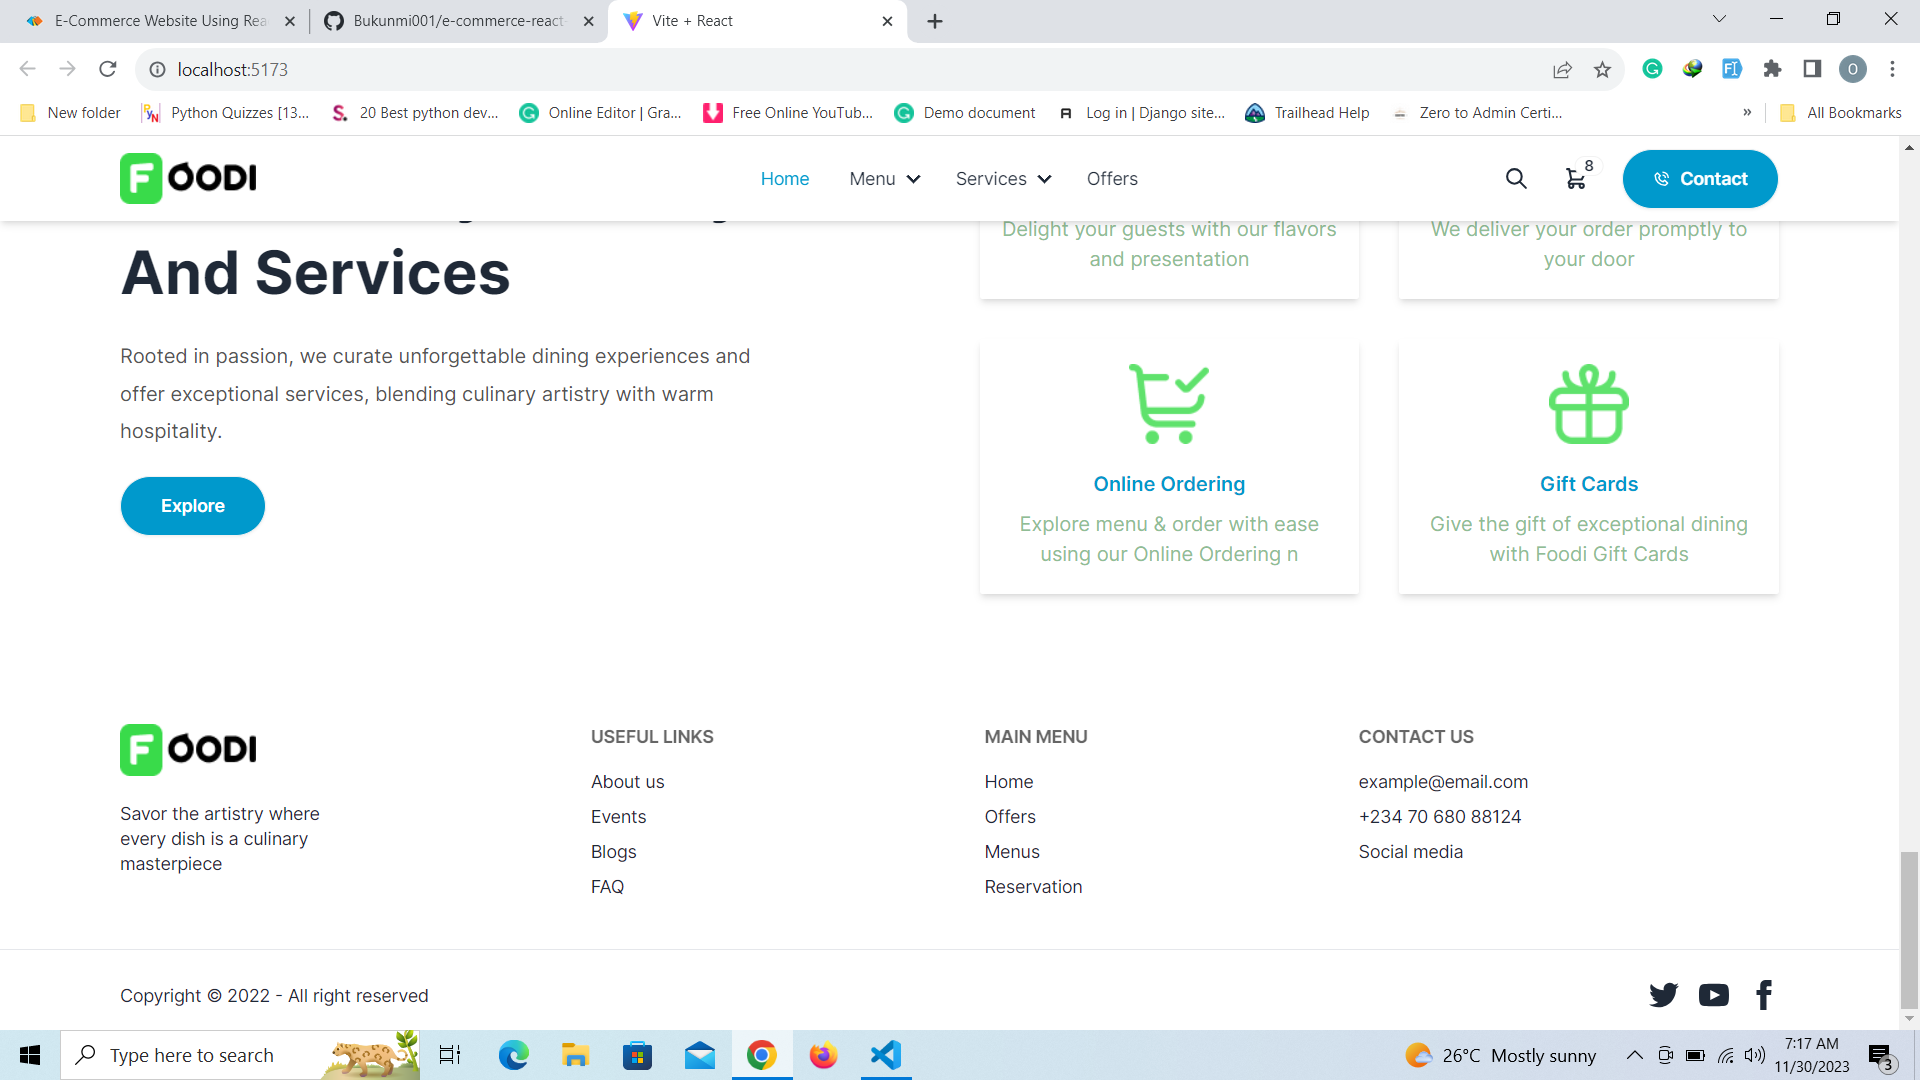 E-Commerce Website Using Rea
Bukunmi001/e-commerce-react-
Vite + React
localhost:5173
O
New folder
Python Quizzes [13...
20 Best python dev...
Online Editor | Gra...
Free Online YouTub...
Demo document
Log in | Django site...
Trailhead Help
Zero to Admin Certi...
»
All Bookmarks
FOODI
Home
Menu
Services
Offers
8
Contact
And Services
Rooted in passion, we curate unforgettable dining experiences and
offer exceptional services, blending culinary artistry with warm
hospitality.
Explore
Delight your guests with our flavors
and presentation
We deliver your order promptly to
your door
Online Ordering
Explore menu & order with ease
using our Online Ordering n
Gift Cards
Give the gift of exceptional dining
with Foodi Gift Cards
FOODI
Savor the artistry where
every dish is a culinary
masterpiece
USEFUL LINKS
About us
Events
Blogs
FAQ
MAIN MENU
Home
Offers
Menus
Reservation
CONTACT US
example@email.com
+234 70 680 88124
Social media
Copyright © 2022 - All right reserved
Type here to search
26°C Mostly sunny
7:17 AM
11/30/2023
3